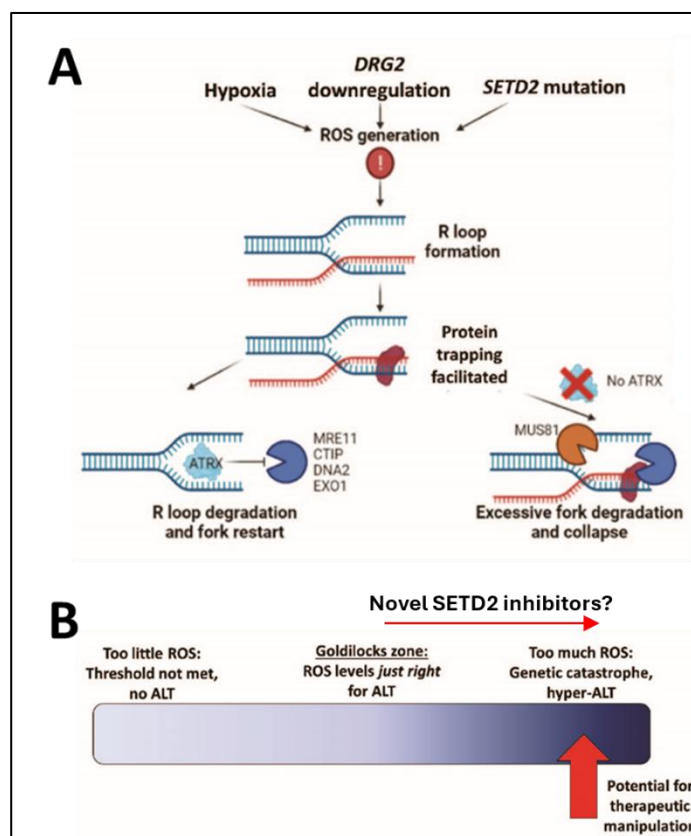 A
DRG2
Hypoxia downregulation SETD2 mutation
ROS generation
!
R loop
formation
Protein
trapping
facilitated
No ATRX
MUS81
ATRX
MRE11
CTIP
DNA2
EXO1
R loop degradation
and fork restart
Excessive fork degradation
and collapse
B
Novel SETD2 inhibitors?
Too little ROS:
Threshold not met,
no ALT
Goldilocks zone:
ROS levels just right
for ALT
Too much ROS:
Genetic catastrophe,
hyper-ALT
Potential for
therapeutic
manipulation